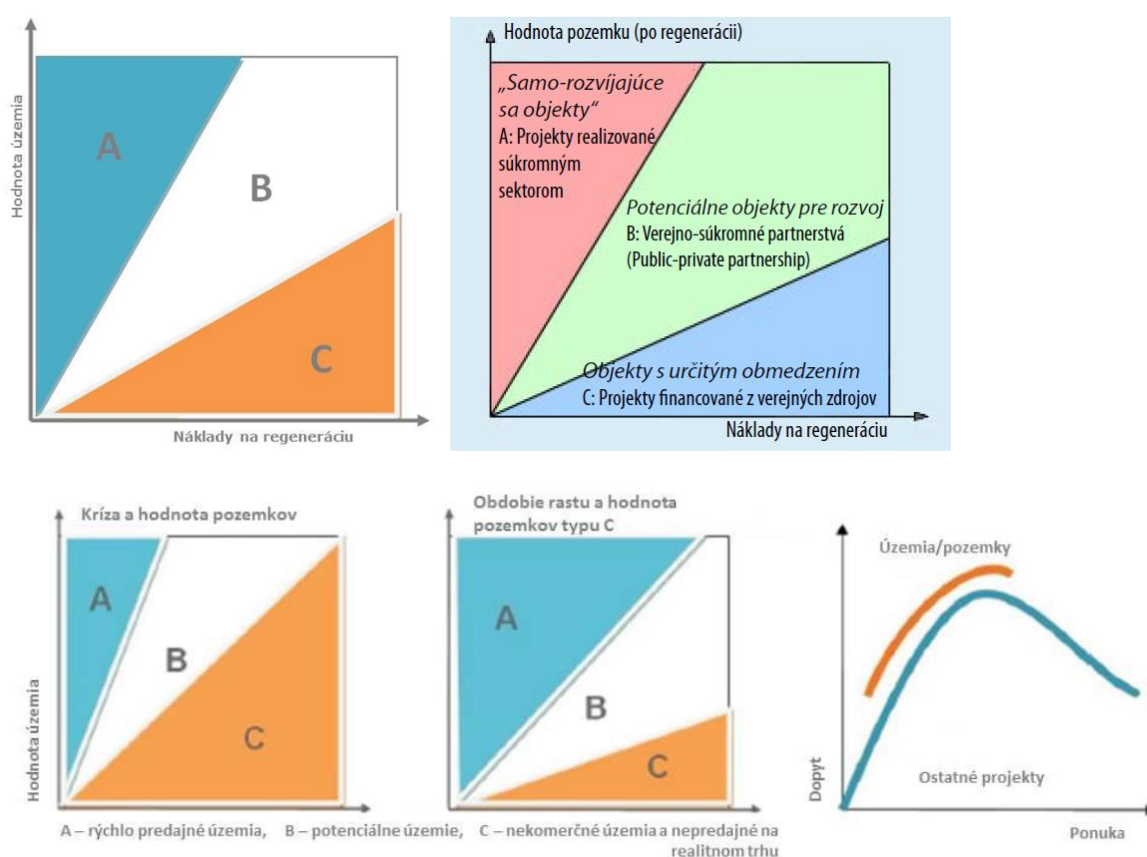 Hodnota územia
A
B
C
Náklady na regeneráciu
Hodnota pozemku (po regenerácii)
„Samo-rozvíjajúce
sa objekty“
A: Projekty realizované
súkromným
sektorom
Potenciálne objekty pre rozvoj
B: Verejno-súkromné partnerstvá
(Public-private partnership)
Objekty s určitým obmedzením
C: Projekty financované z verejných zdrojov
Náklady na regeneráciu
Kríza a hodnota pozemkov
Hodnota územia
A
B
C
Obdobie rastu a hodnota
pozemkov typu C
A
B
C
Územia/pozemky
Dopyt
Ostatné projekty
Ponuka
A – rýchlo predajné územia, B – potenciálne územie, C – nekomerčné územia a nepredajné na
realitnom trhu